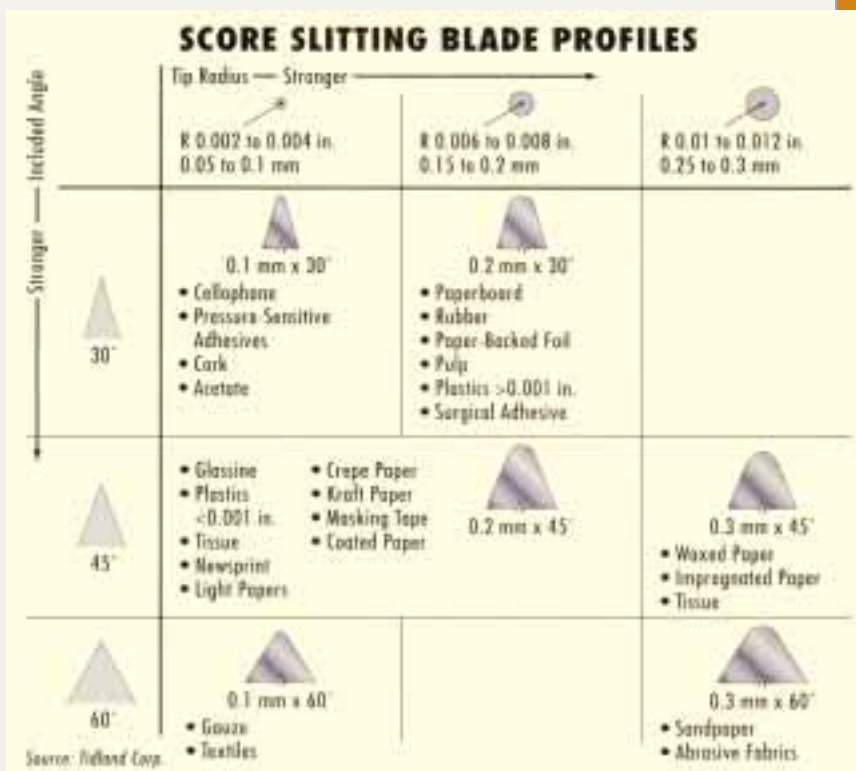 SCORE SLITTING BLADE PROFILES
Tip Radius — Stronger
Stronger — Included Angle
R 0.002 to 0.004 in.
0.05 to 0.1 mm
R 0.006 to 0.008 in.
0.15 to 0.2 mm
R 0.01 to 0.012 in.
0.25 to 0.3 mm
30°
0.1 mm x 30°
• Cellophane
• Pressure-Sensitive
Adhesives
• Cork
• Acetate
0.2 mm x 30°
• Paperboard
• Rubber
• Paper-Backed Foil
• Pulp
• Plastics >0.001 in.
• Surgical Adhesive
45°
• Glassine
• Plastics
<0.001 in.
• Tissue
• Newsprint
• Light Papers
• Crepe Paper
• Kraft Paper
• Masking Tape
• Coated Paper
0.2 mm x 45°
0.3 mm x 45°
• Waxed Paper
• Impregnated Paper
• Tissue
60°
0.1 mm x 60°
• Gauze
• Textiles
0.3 mm x 60°
• Sandpaper
• Abrasive Fabrics
Source: Tidland Corp.